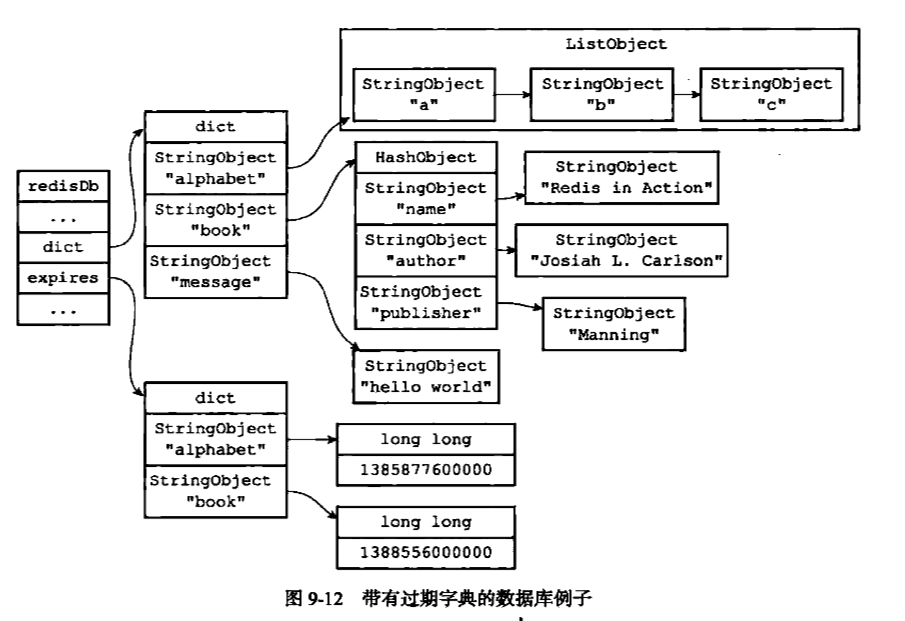 ListObject
StringObject
"a"
StringObject
"b"
StringObject
"c"
redisDb
...
dict
expires
...
dict
StringObject
"alphabet"
StringObject
"book"
StringObject
"message"
HashObject
StringObject
"name"
StringObject
"author"
StringObject
"publisher"
StringObject
"Redis in Action"
StringObject
"Josiah L. Carlson"
StringObject
"Manning"
StringObject
"hello world"
dict
StringObject
"alphabet"
StringObject
"book"
long long
1385877600000
long long
1388556000000
图 9-12 带有过期字典的数据库例子